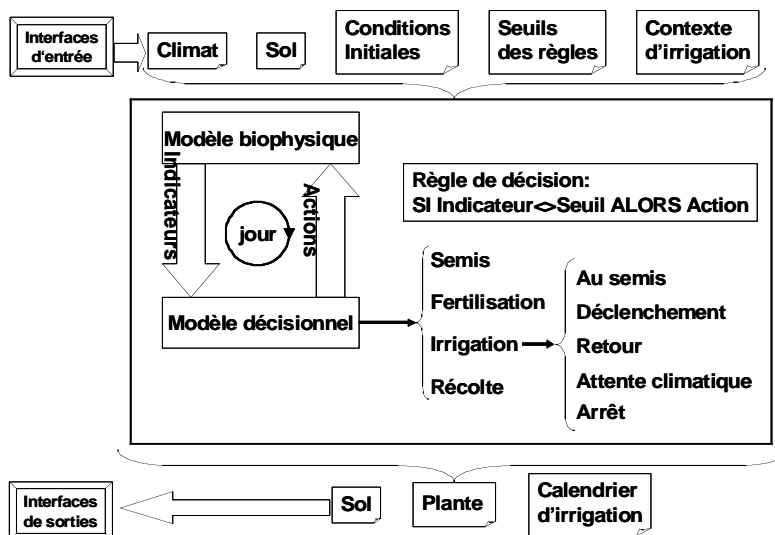 Interfaces
d'entrée
Climat
Sol
Conditions
Initiales
Seuils
des règles
Contexte
d'irrigation
Modèle biophysique
Indicateurs
Actions
jour
Règle de décision:
SI Indicateur<>Seuil ALORS Action
Modèle décisionnel
Semis
Fertilisation
Irrigation
Récolte
Au semis
Déclenchement
Retour
Attente climatique
Arrêt
Interfaces
de sorties
Sol
Plante
Calendrier
d'irrigation